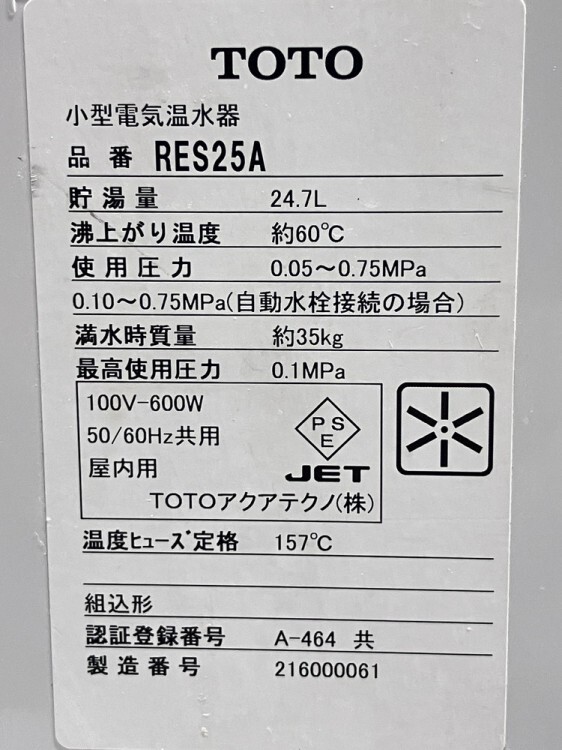 TOTO
小型電気温水器
品番 RES25A
貯湯量 24.7L
沸上がり温度 約60℃
使用圧力 0.05～0.75MPa
0.10～0.75MPa(自動水栓接続の場合)
満水時質量 約35kg
最高使用圧力 0.1MPa
100V-600W
50/60Hz共用
屋内用
PSE
JET
TOTOアクアテクノ(株)
温度ヒューズ定格 157℃
組込形
認証登録番号 A-464 共
製造番号 216000061